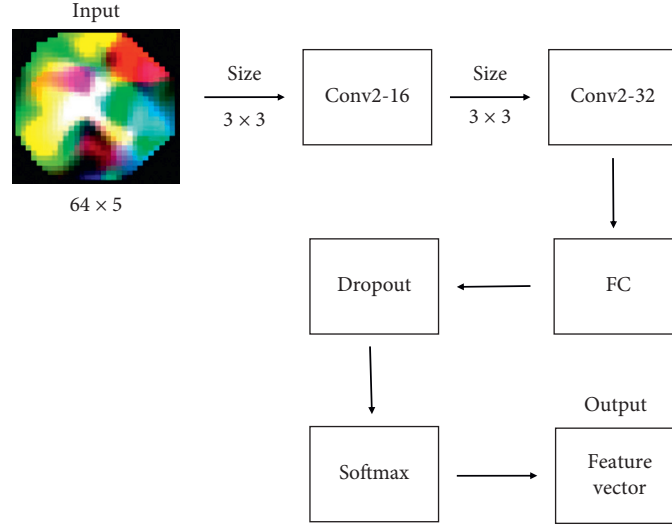 Input
64 × 5
Size
3 × 3
Conv2-16
Size
3 × 3
Conv2-32
FC
Dropout
Softmax
Output
Feature
vector